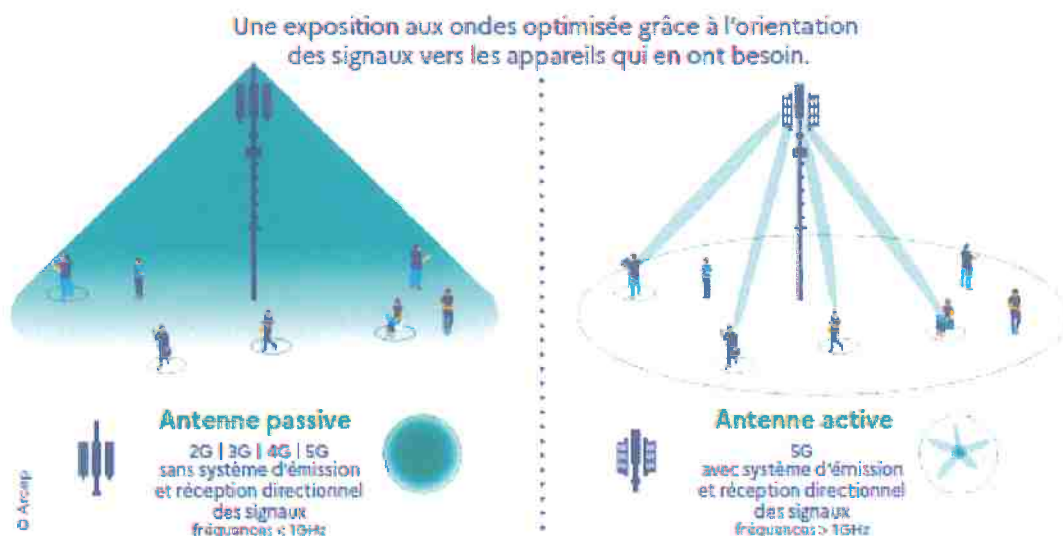 Une exposition aux ondes optimisée grâce à l'orientation
des signaux vers les appareils qui en ont besoin.
Antenne passive
2G | 3G | 4G | 5G
sans système d'émission
et réception directionnel
des signaux
fréquences < 1GHz
© Arcep
Antenne active
5G
avec système d'émission
et réception directionnel
des signaux
fréquences > 1GHz